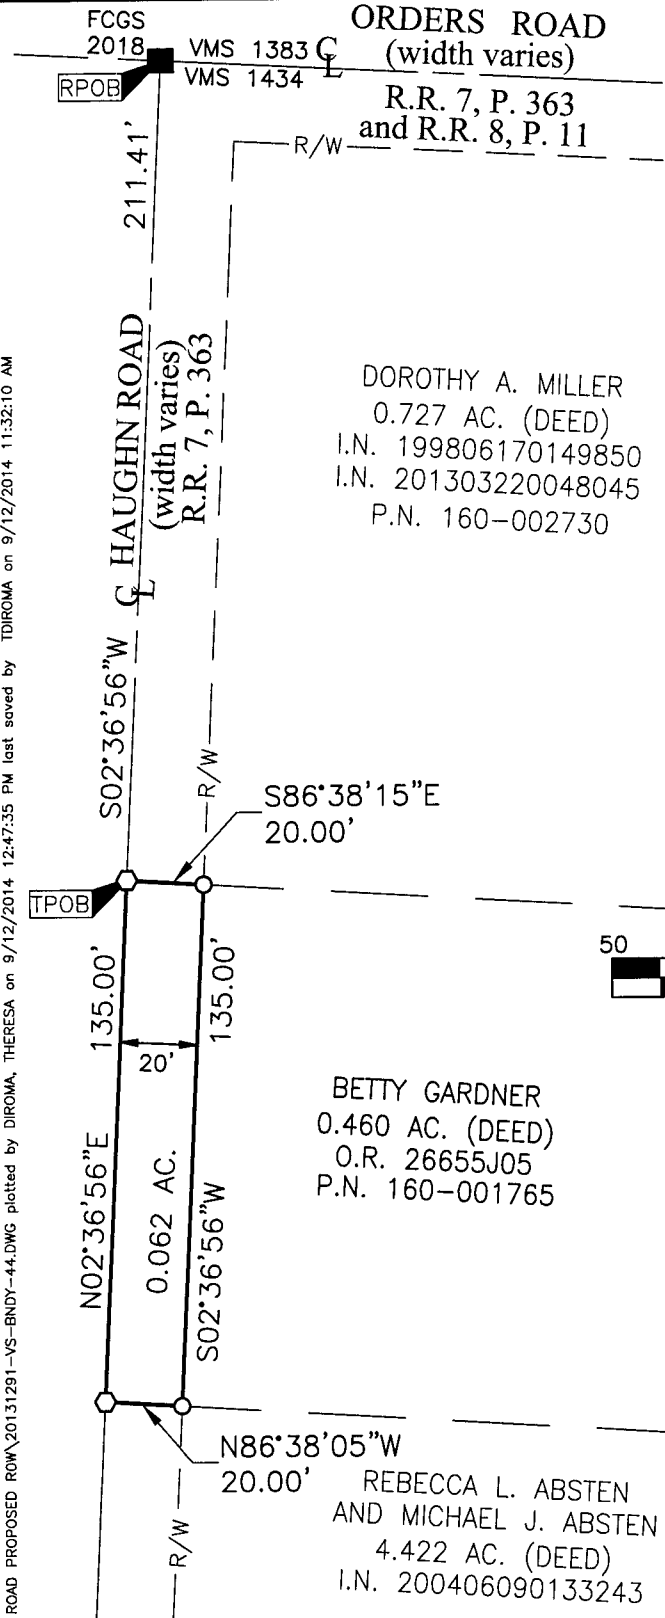 ORDERS ROAD
(width varies)
R.R. 7, P. 363
and R.R. 8, P. 11
FCGS
2018
VMS 1383
VMS 1434
CL
RPOB
R/W
211.41'
HAUGHN ROAD
(width varies)
R.R. 7, P. 363
CL
S02°36'56"W
R/W
DOROTHY A. MILLER
0.727 AC. (DEED)
I.N. 199806170149850
I.N. 201303220048045
P.N. 160-002730
S86°38'15"E
20.00'
TPOB
135.00'
135.00'
20'
50
N02°36'56"E
0.062 AC.
S02°36'56"W
BETTY GARDNER
0.460 AC. (DEED)
O.R. 26655J05
P.N. 160-001765
N86°38'05"W
20.00'
R/W
REBECCA L. ABSTEN
AND MICHAEL J. ABSTEN
4.422 AC. (DEED)
I.N. 200406090133243
ROAD PROPOSED ROW\20131291-VS-BNDY-44.DWG plotted by DIROMA, THERESA on 9/12/2014 12:47:35 PM last saved by TDIROMA on 9/12/2014 11:32:10 AM